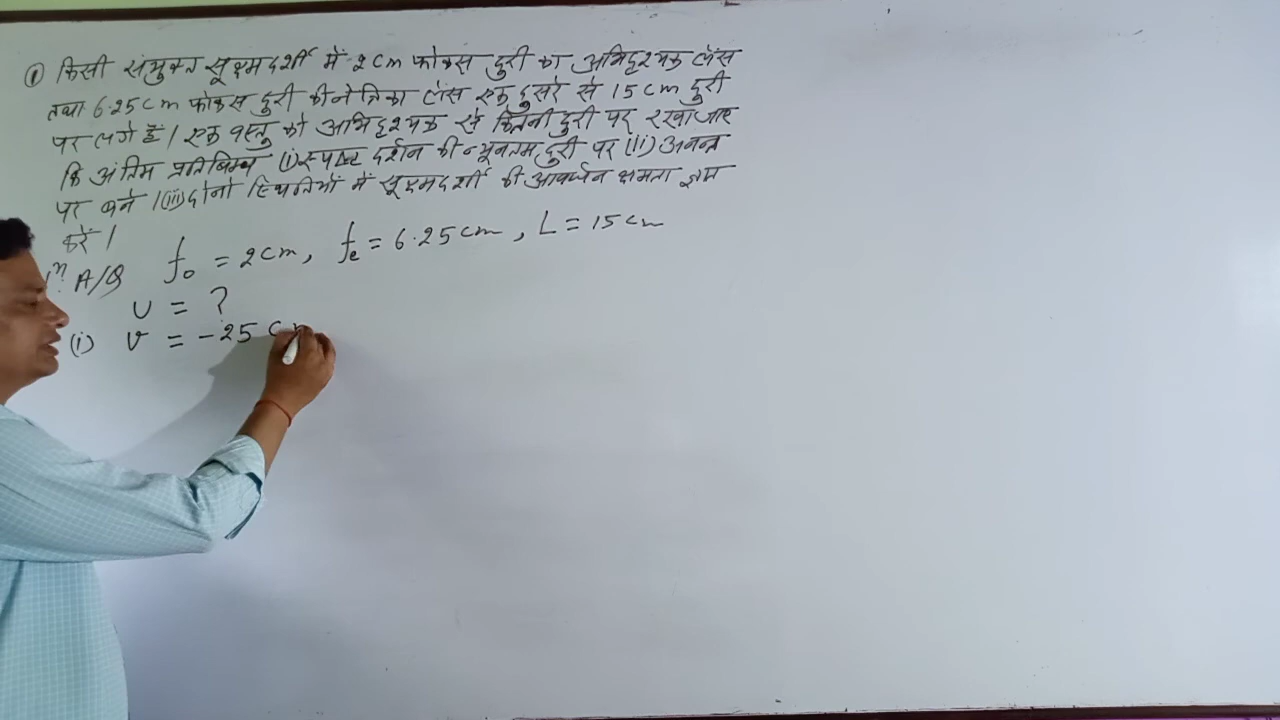 ① किसी संयुक्त सूक्ष्मदर्शी में 2cm फोकस दुरी का अभिदृश्यक लेंस
तथा 6.25cm फोकस दुरी की नेत्रिका लेंस एक दुसरे से 15cm दुरी
पर लगे हैं। एक वस्तु को अभिदृश्यक से कितनी दुरी पर रखा जाए
कि अंतिम प्रतिबिम्ब (i) स्पष्ट दर्शन की न्यूनतम दुरी पर (ii) अनन्त
पर बने। (iii) दोनो स्थितियों में सूक्ष्मदर्शी की आवर्धन क्षमता ज्ञात
करें।
A/Q f₀ = 2cm, fₑ = 6.25cm, L = 15cm
U = ?
(i) v = -25 c